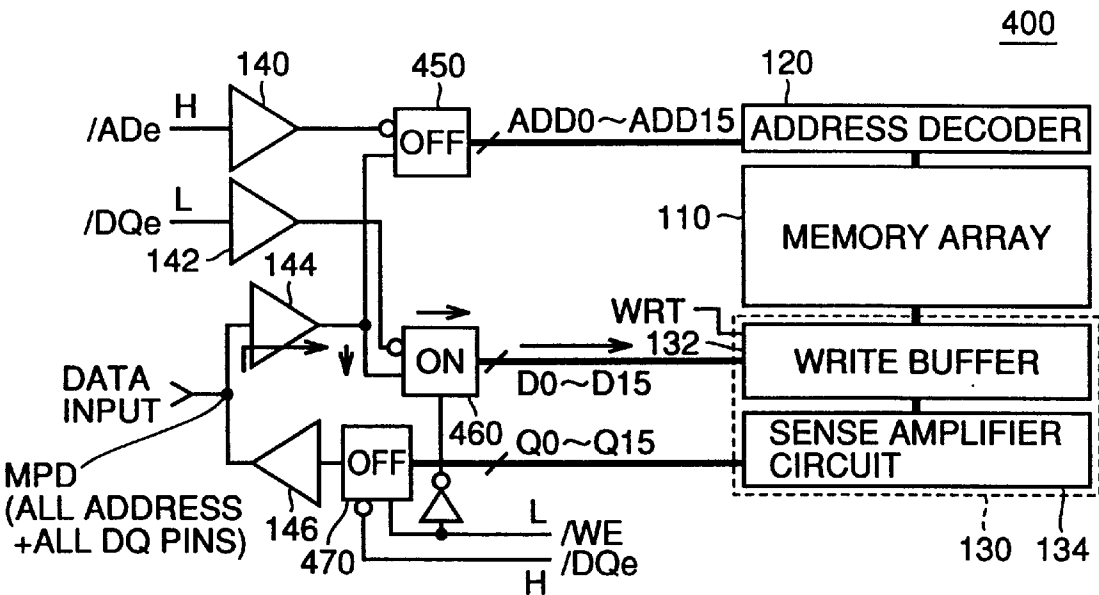 400
140
450
120
H
/ADe
OFF
ADD0~ADD15
ADDRESS DECODER
L
/DQe
142
110
MEMORY ARRAY
144
WRT
132
ON
WRITE BUFFER
D0~D15
DATA
INPUT
460
Q0~Q15
SENSE AMPLIFIER
CIRCUIT
OFF
MPD
(ALL ADDRESS
+ALL DQ PINS)
146
470
L
/WE
H
/DQe
130
134